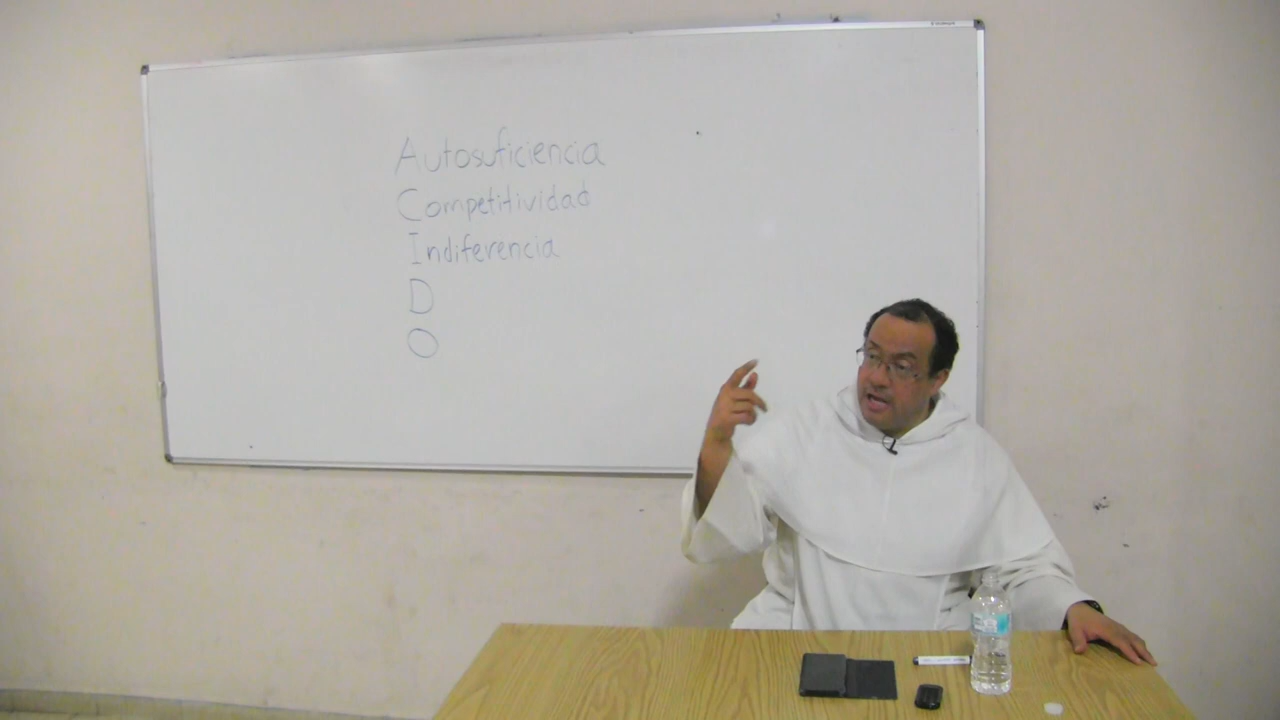 Autosuficiencia
Competitividad
Indiferencia
D
O